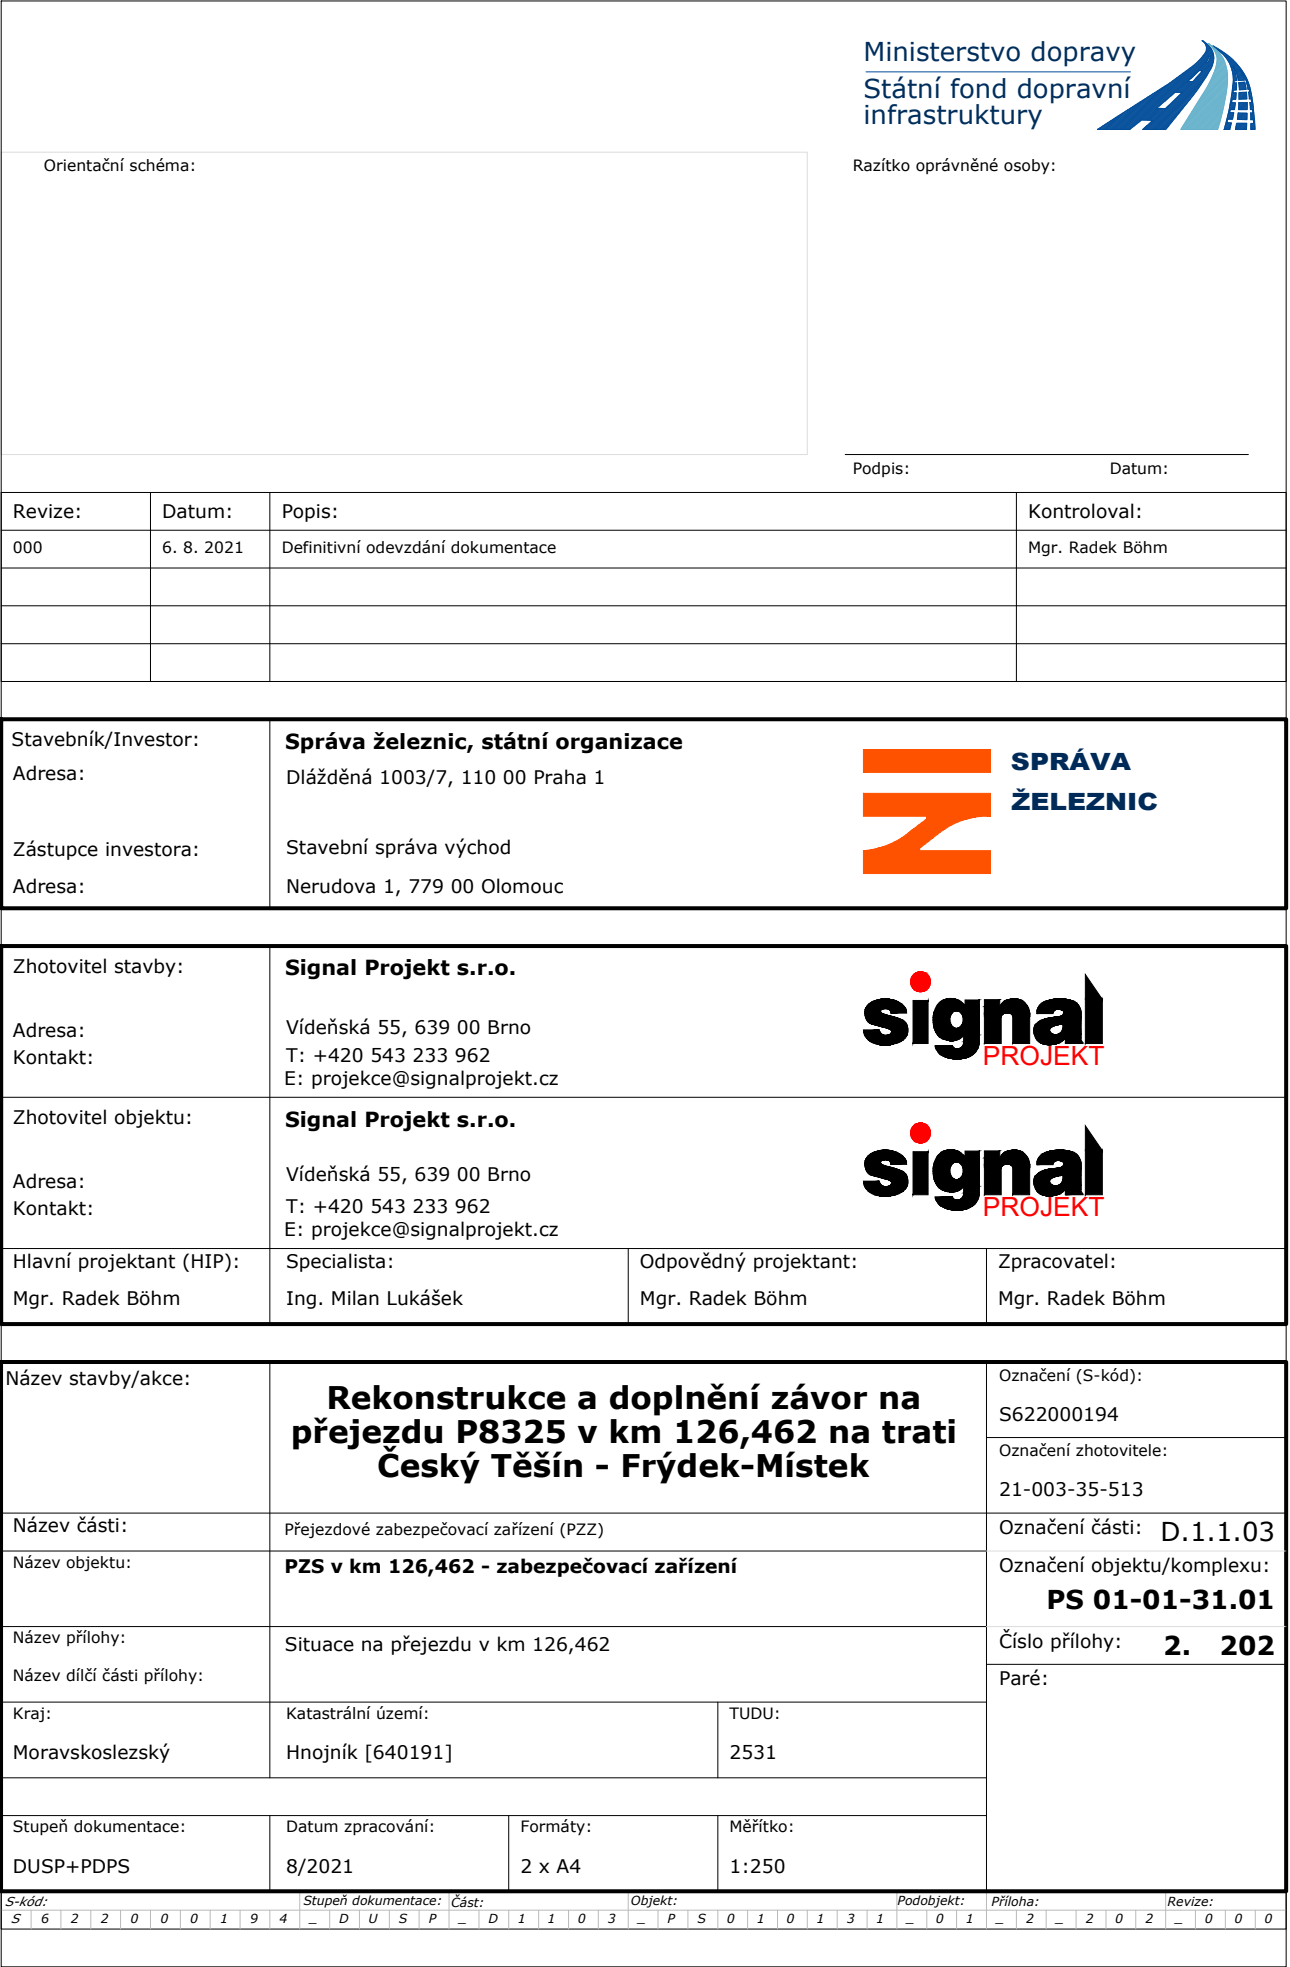 Ministerstvo dopravy
Státní fond dopravní
infrastruktury
Orientační schéma:
Razítko oprávněné osoby:
Podpis: Datum:
Revize: Datum: Popis: Kontroloval:
000 6. 8. 2021 Definitivní odevzdání dokumentace Mgr. Radek Böhm
Stavebník/Investor: Správa železnic, státní organizace
Adresa: Dlážděná 1003/7, 110 00 Praha 1
SPRÁVA
ŽELEZNIC
Zástupce investora: Stavební správa východ
Adresa: Nerudova 1, 779 00 Olomouc
Zhotovitel stavby: Signal Projekt s.r.o.
Adresa: Vídeňská 55, 639 00 Brno
Kontakt: T: +420 543 233 962
E: projekce@signalprojekt.cz
signal
PROJEKT
Zhotovitel objektu: Signal Projekt s.r.o.
Adresa: Vídeňská 55, 639 00 Brno
Kontakt: T: +420 543 233 962
E: projekce@signalprojekt.cz
signal
PROJEKT
Hlavní projektant (HIP): Specialista: Odpovědný projektant: Zpracovatel:
Mgr. Radek Böhm Ing. Milan Lukášek Mgr. Radek Böhm Mgr. Radek Böhm
Název stavby/akce:
Rekonstrukce a doplnění závor na
přejezdu P8325 v km 126,462 na trati
Český Těšín - Frýdek-Místek
Označení (S-kód):
S622000194
Označení zhotovitele:
21-003-35-513
Název části: Přejezdové zabezpečovací zařízení (PZZ) Označení části: D.1.1.03
Název objektu: PZS v km 126,462 - zabezpečovací zařízení Označení objektu/komplexu:
PS 01-01-31.01
Název přílohy: Situace na přejezdu v km 126,462 Číslo přílohy: 2. 202
Název dílčí části přílohy: Paré:
Kraj: Katastrální území: TUDU:
Moravskoslezský Hnojník [640191] 2531
Stupeň dokumentace: Datum zpracování: Formáty: Měřítko:
DUSP+PDPS 8/2021 2 x A4 1:250
S-kód: Stupeň dokumentace: Část: Objekt: Podobjekt: Příloha: Revize:
S 6 2 2 0 0 0 1 9 4 _ D U S P _ D 1 1 0 3 _ P S 0 1 0 1 3 1 _ 0 1 _ 2 _ 2 0 2 _ 0 0 0